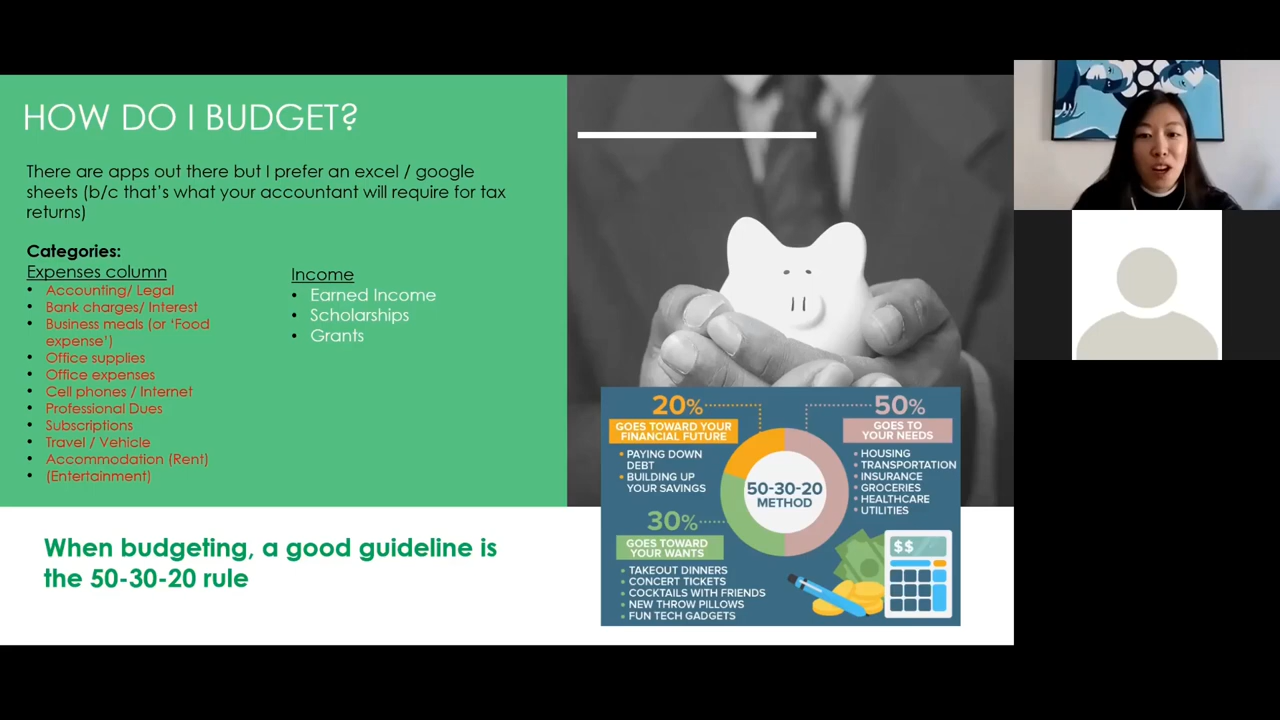 HOW DO I BUDGET?
There are apps out there but I prefer an excel / google
sheets (b/c that's what your accountant will require for tax
returns)
Categories:
Expenses column
• Accounting/ Legal
• Bank charges/ Interest
• Business meals (or 'Food
expense')
• Office supplies
• Office expenses
• Cell phones / Internet
• Professional Dues
• Subscriptions
• Travel / Vehicle
• Accommodation (Rent)
• (Entertainment)
Income
• Earned Income
• Scholarships
• Grants
When budgeting, a good guideline is
the 50-30-20 rule
20%
GOES TOWARD YOUR
FINANCIAL FUTURE
• PAYING DOWN
DEBT
• BUILDING UP
YOUR SAVINGS
50%
GOES TO
YOUR NEEDS
• HOUSING
• TRANSPORTATION
• INSURANCE
• GROCERIES
• HEALTHCARE
• UTILITIES
50-30-20
METHOD
30%
GOES TOWARD
YOUR WANTS
• TAKEOUT DINNERS
• CONCERT TICKETS
• COCKTAILS WITH FRIENDS
• NEW THROW PILLOWS
• FUN TECH GADGETS
$$